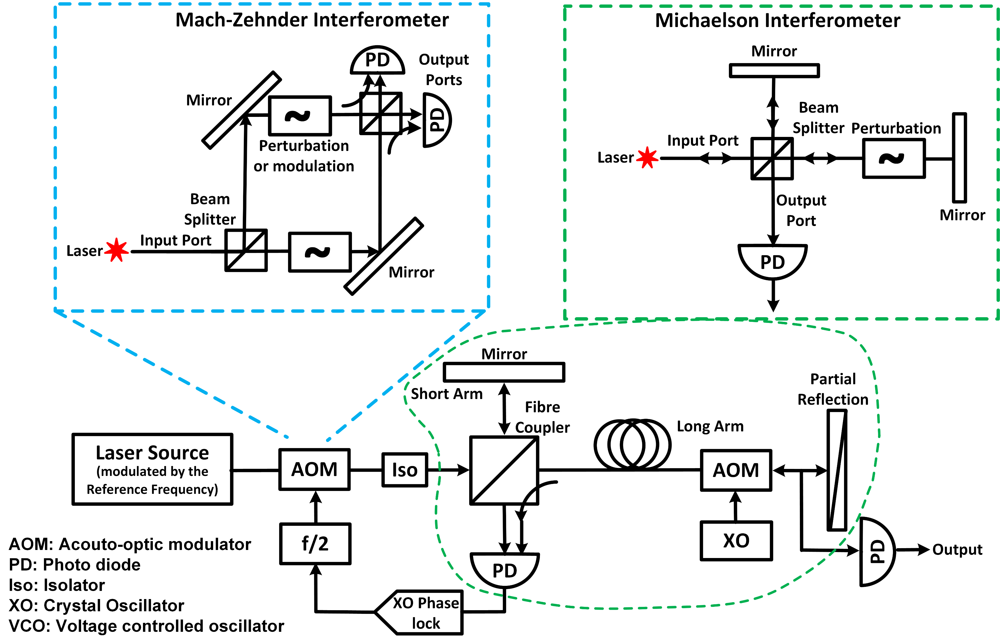 Mach-Zehnder Interferometer
PD
Output
Ports
Mirror
PD
Perturbation
or modulation
Beam
Splitter
Input Port
Laser
Mirror
Michaelson Interferometer
Mirror
Beam
Splitter
Perturbation
Input Port
Laser
Output
Port
Mirror
PD
Mirror
Short Arm
Fibre
Coupler
Long Arm
Partial
Reflection
Laser Source
(modulated by the
Reference Frequency)
AOM
Iso
AOM
f/2
XO
PD
PD
Output
XO Phase
lock
AOM: Acouto-optic modulator
PD: Photo diode
Iso: Isolator
XO: Crystal Oscillator
VCO: Voltage controlled oscillator